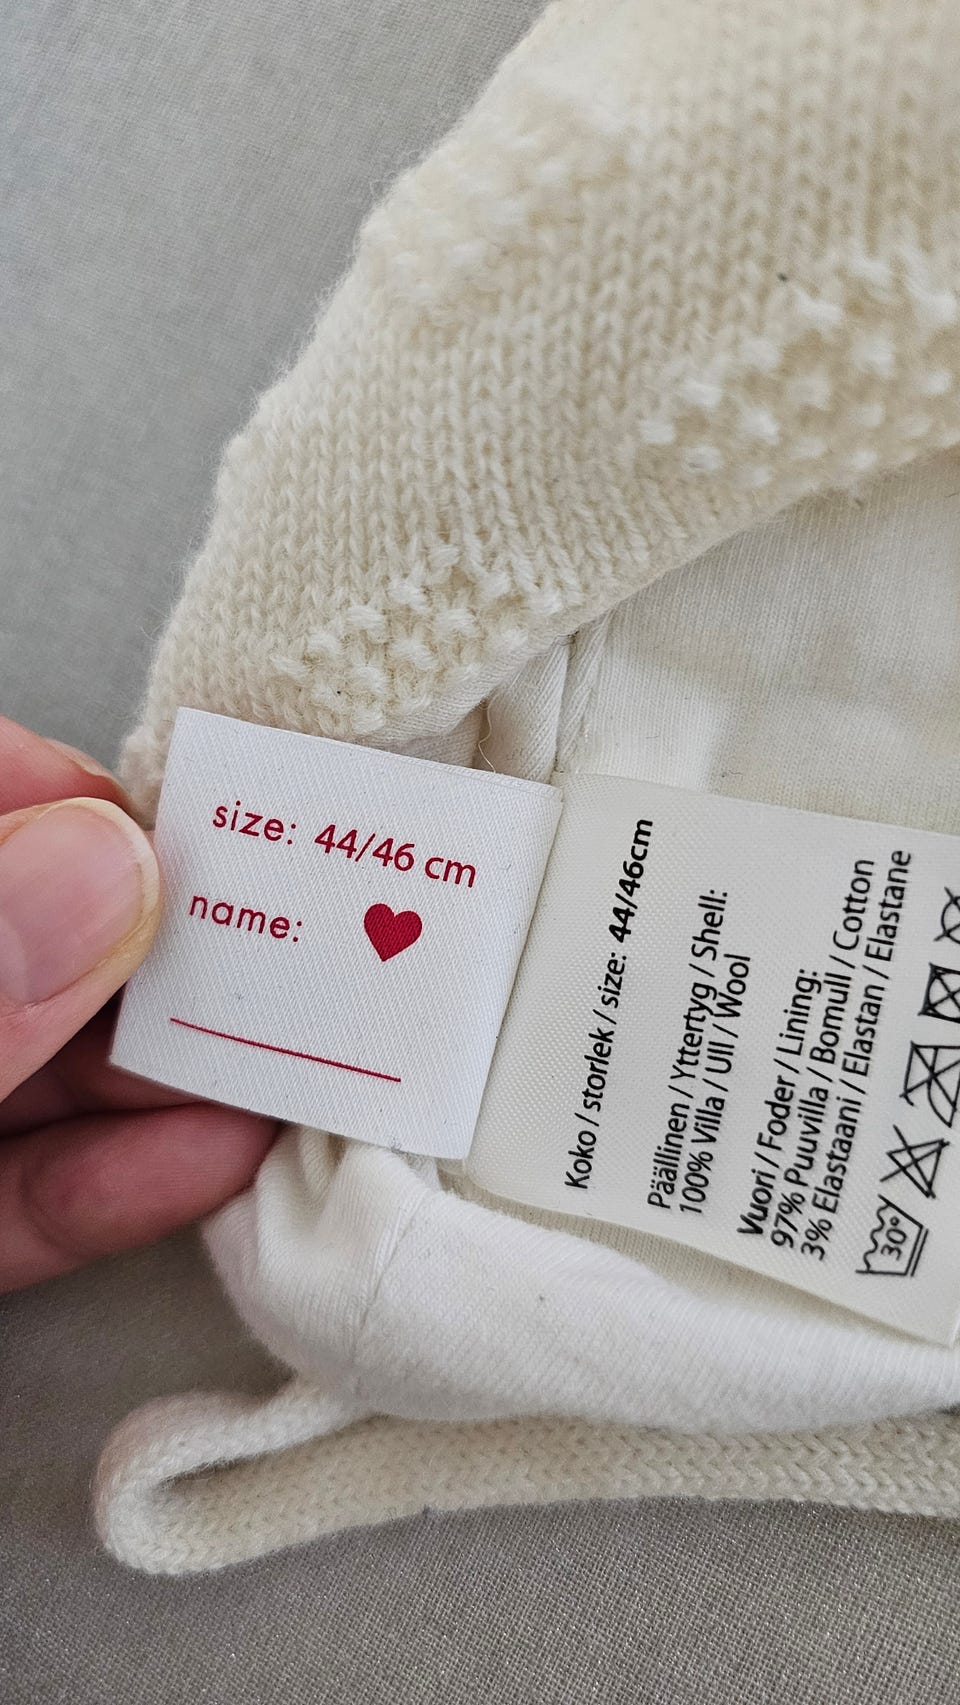 size: 44/46 cm
name:
Koko / storlek / size: 44/46cm
Päällinen / Yttertyg / Shell:
100% Villa / Ull / Wool
Vuori / Foder / Lining:
97% Puuvilla / Bomull / Cotton
3% Elastaani / Elastan / Elastane
30°